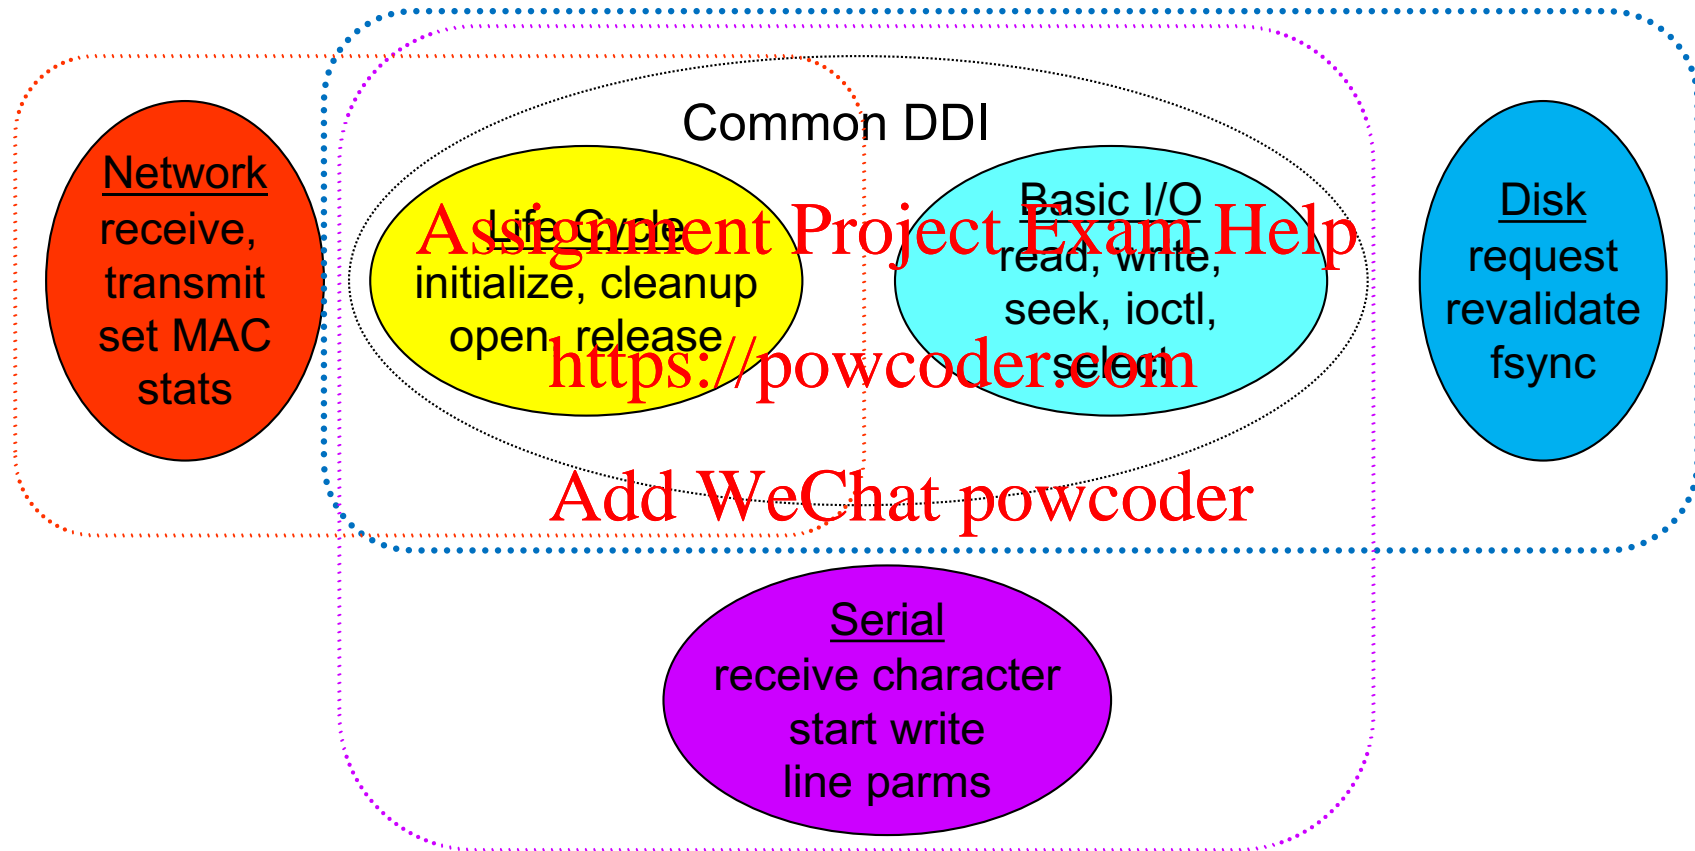 Common DDI
Network
receive,
transmit
set MAC
stats
Life Cycle
initialize, cleanup
open, release
Basic I/O
read, write,
seek, ioctl,
select
Disk
request
revalidate
fsync
Assignment Project Exam Help
https://powcoder.com
Add WeChat powcoder
Serial
receive character
start write
line parms